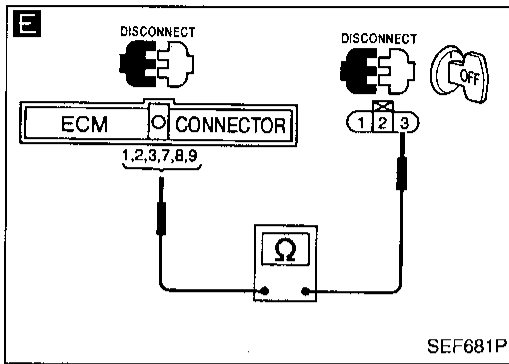 E
DISCONNECT
DISCONNECT
OFF
ECM CONNECTOR
1 2 3
1,2,3,7,8,9
Ω
SEF681P